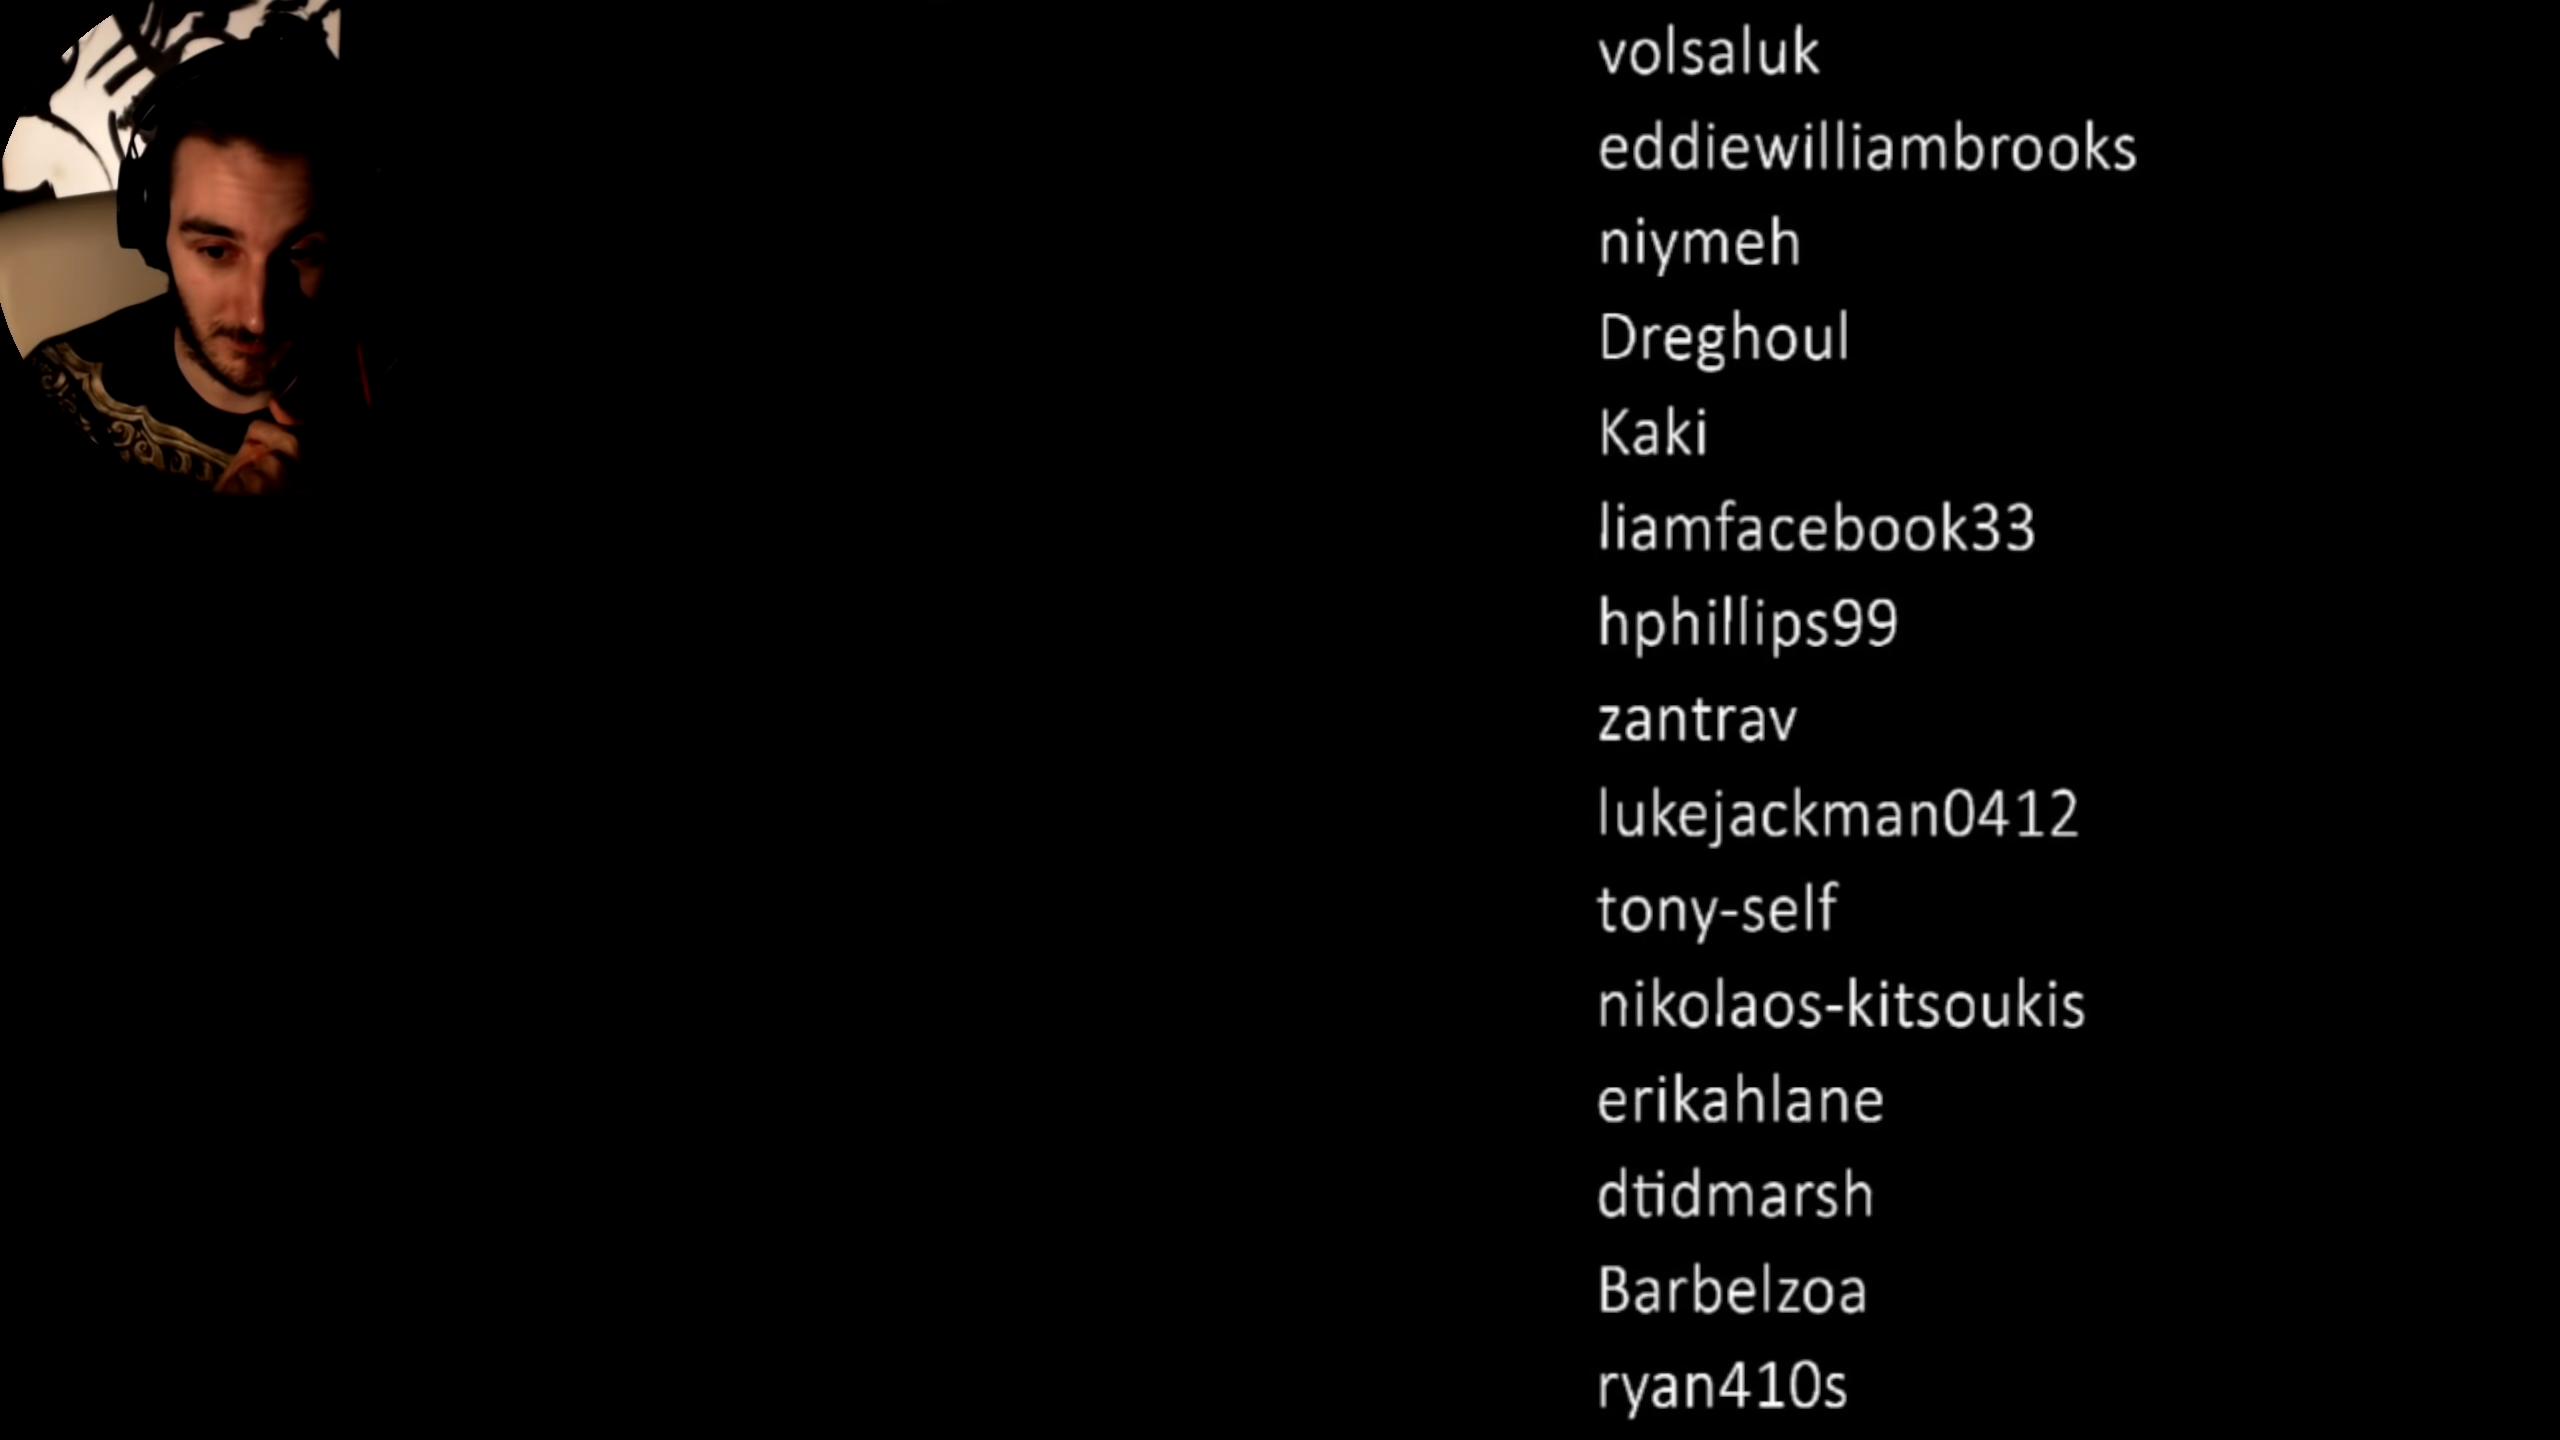 volsaluk
eddiewilliambrooks
niymeh
Dreghoul
Kaki
liamfacebook33
hphillips99
zantrav
lukejackman0412
tony-self
nikolaos-kitsoukis
erikahlane
dtidmarsh
Barbelzoa
ryan410s